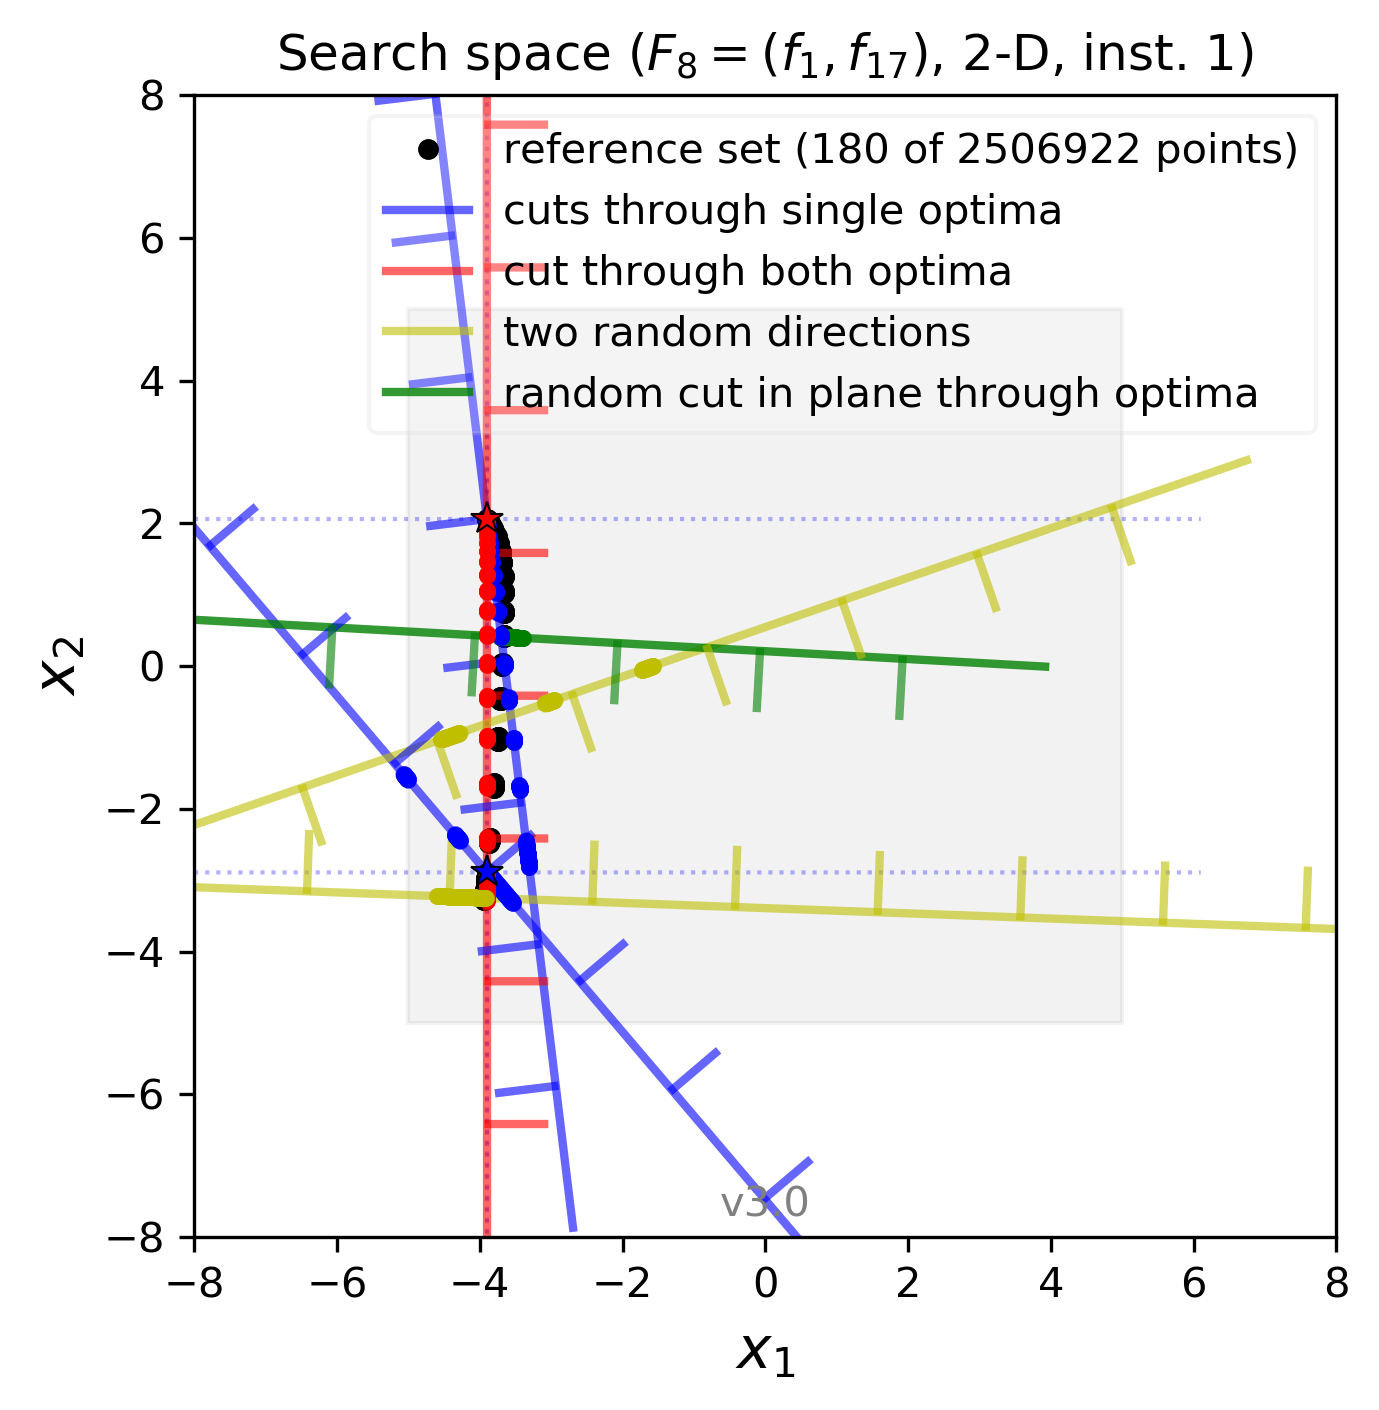 Search space (F₈ = (f₁, f₁₇), 2-D, inst. 1)
reference set (180 of 2506922 points)
cuts through single optima
cut through both optima
two random directions
random cut in plane through optima
8
6
4
2
0
−2
−4
−6
−8
x₂
v3.0
−8 −6 −4 −2 0 2 4 6 8
x₁